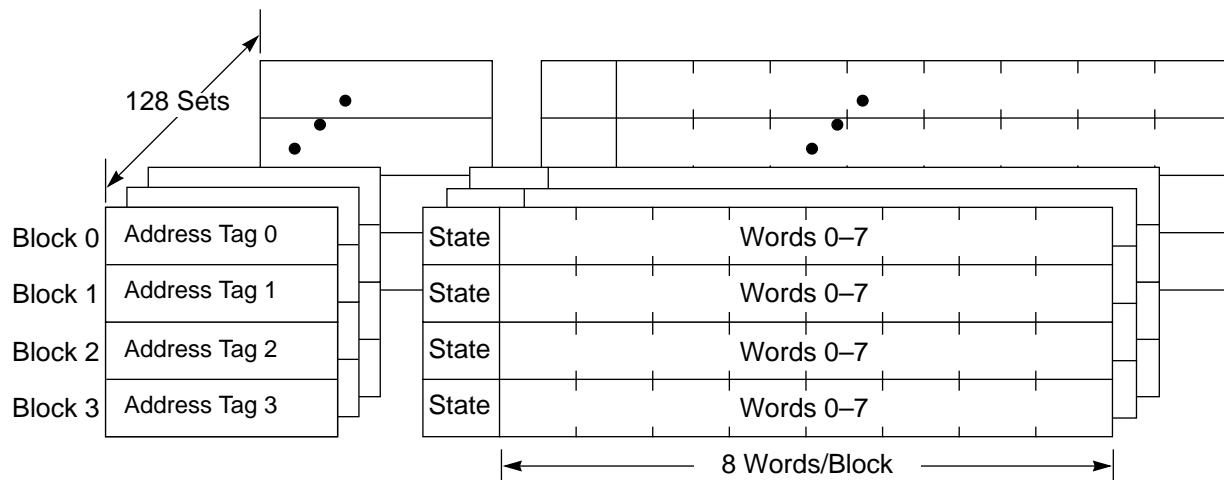 128 Sets
Block 0 Address Tag 0 State Words 0–7
Block 1 Address Tag 1 State Words 0–7
Block 2 Address Tag 2 State Words 0–7
Block 3 Address Tag 3 State Words 0–7
8 Words/Block